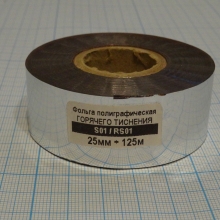 Фольга полиграфическая
ГОРЯЧЕГО ТИСНЕНИЯ
S01 / RS01
25мм * 125м